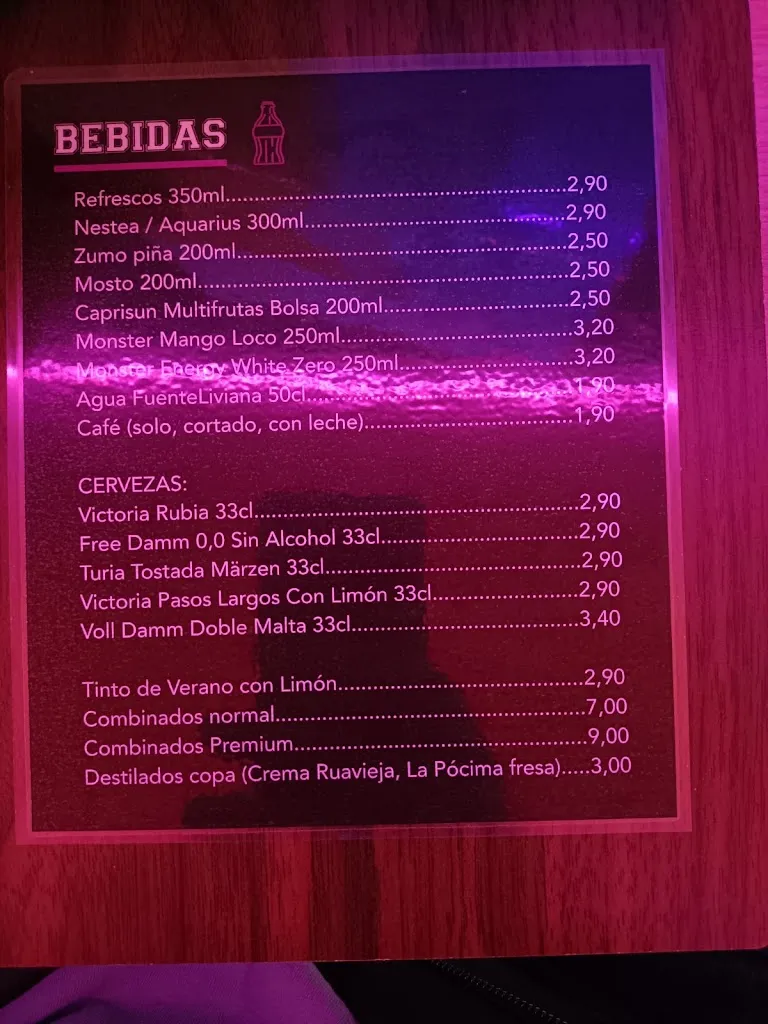 BEBIDAS
Refrescos 350ml..................................................2,90
Nestea / Aquarius 300ml......................................2,90
Zumo piña 200ml................................................2,50
Mosto 200ml......................................................2,50
Caprisun Multifrutas Bolsa 200ml...........................2,50
Monster Mango Loco 250ml..................................3,20
Monster Energy White Zero 250ml.........................3,20
Agua FuenteLiviana 50cl.......................................1,90
Café (solo, cortado, con leche)..............................1,90
CERVEZAS:
Victoria Rubia 33cl...............................................2,90
Free Damm 0,0 Sin Alcohol 33cl.............................2,90
Turia Tostada Märzen 33cl.....................................2,90
Victoria Pasos Largos Con Limón 33cl.....................2,90
Voll Damm Doble Malta 33cl.................................3,40
Tinto de Verano con Limón...................................2,90
Combinados normal.............................................7,00
Combinados Premium..........................................9,00
Destilados copa (Crema Ruavieja, La Pócima fresa).....3,00